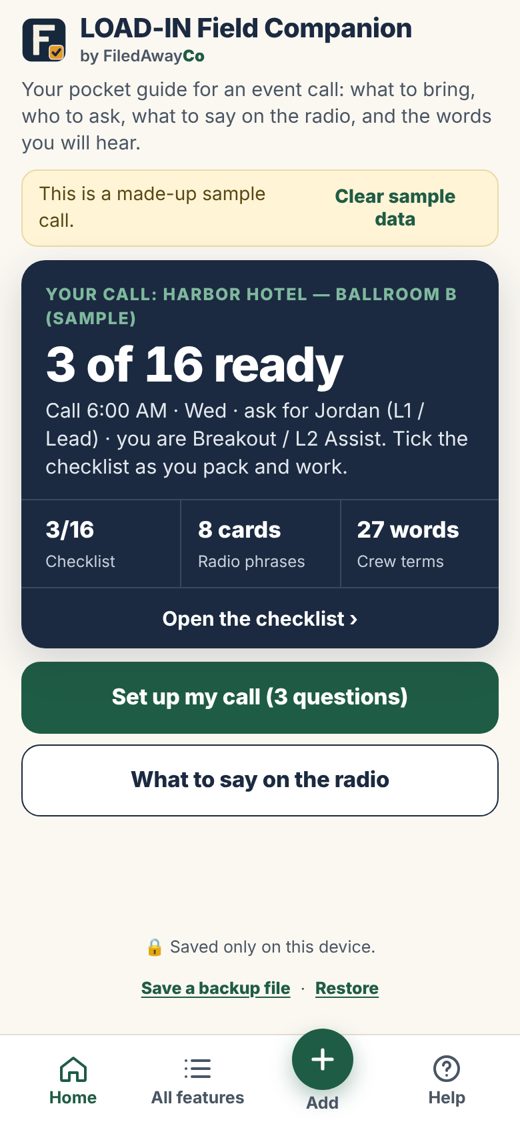 F
LOAD-IN Field Companion
by FiledAwayCo
Your pocket guide for an event call: what to bring,
who to ask, what to say on the radio, and the words
you will hear.
This is a made-up sample
call.
Clear sample
data
YOUR CALL: HARBOR HOTEL — BALLROOM B
(SAMPLE)
3 of 16 ready
Call 6:00 AM · Wed · ask for Jordan (L1 /
Lead) · you are Breakout / L2 Assist. Tick the
checklist as you pack and work.
3/16
Checklist
8 cards
Radio phrases
27 words
Crew terms
Open the checklist ›
Set up my call (3 questions)
What to say on the radio
🔒 Saved only on this device.
Save a backup file · Restore
Home
All features
Add
Help